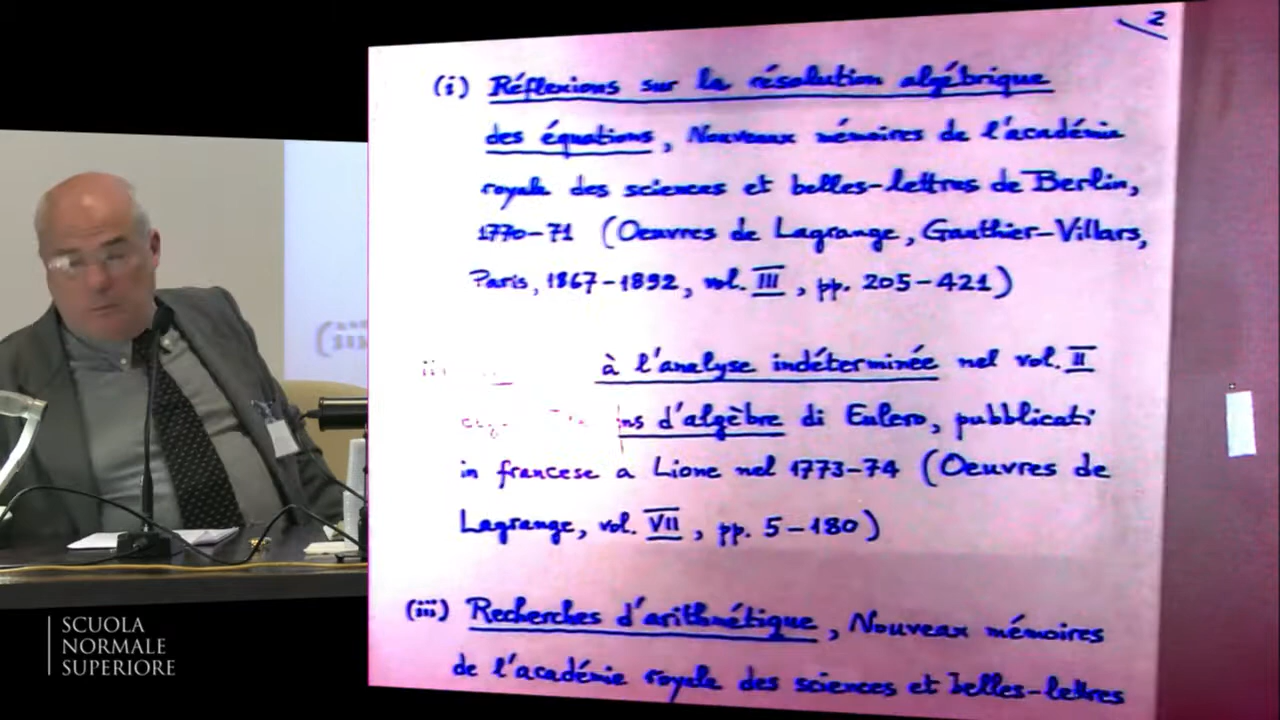 2
(i) Réflexions sur la résolution algébrique
des équations, Nouveaux mémoires de l'académie
royale des sciences et belles-lettres de Berlin,
1770-71 (Oeuvres de Lagrange, Gauthier-Villars,
Paris, 1867-1892, vol. III, pp. 205-421)
à l'analyse indéterminée nel vol. II
ns d'algèbre di Eulero, pubblicati
in francese a Lione nel 1773-74 (Oeuvres de
Lagrange, vol. VII, pp. 5-180)
(iii) Recherches d'arithmétique, Nouveaux mémoires
de l'académie royale des sciences et belles-lettres
SCUOLA
NORMALE
SUPERIORE